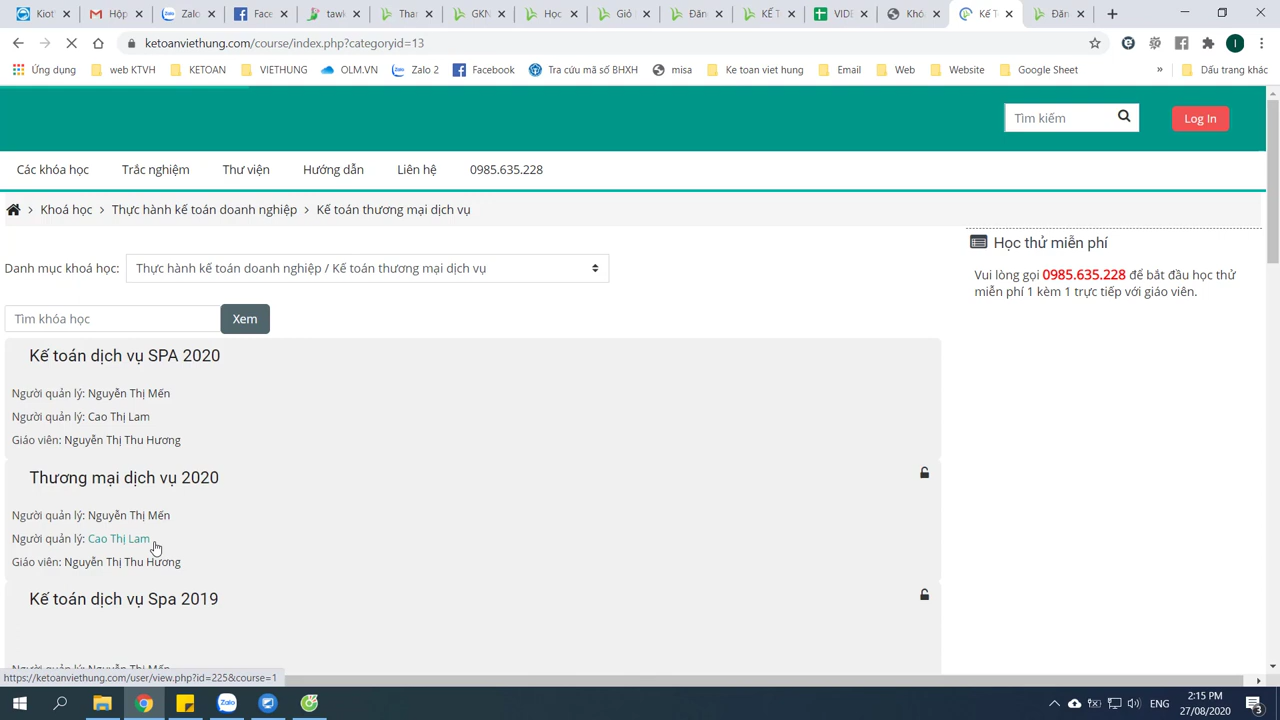 Kiot
Hộp
Zalo
Face
tawk
Thar
GKN
Học
Giỏ
Đăn
KẾ T
VIDE
Khó
Kế T
Đăn
ketoanviethung.com/course/index.php?categoryid=13
I
Ứng dụng web KTVH KETOAN VIETHUNG OLM.VN Zalo 2 Facebook Tra cứu mã số BHXH misa Ke toan viet hung Email Web Website Google Sheet » Dấu trang khác
Tìm kiếm
Log In
Các khóa học Trắc nghiệm Thư viện Hướng dẫn Liên hệ 0985.635.228
Khoá học › Thực hành kế toán doanh nghiệp › Kế toán thương mại dịch vụ
Danh mục khoá học: Thực hành kế toán doanh nghiệp / Kế toán thương mại dịch vụ
Tìm khóa học Xem
Kế toán dịch vụ SPA 2020
Người quản lý: Nguyễn Thị Mến
Người quản lý: Cao Thị Lam
Giáo viên: Nguyễn Thị Thu Hương
Thương mại dịch vụ 2020
Người quản lý: Nguyễn Thị Mến
Người quản lý: Cao Thị Lam
Giáo viên: Nguyễn Thị Thu Hương
Kế toán dịch vụ Spa 2019
Người quản lý: Nguyễn Thị Mến
Học thử miễn phí
Vui lòng gọi 0985.635.228 để bắt đầu học thử
miễn phí 1 kèm 1 trực tiếp với giáo viên.
https://ketoanviethung.com/user/view.php?id=225&course=1
Zalo
ENG
2:15 PM
27/08/2020
3